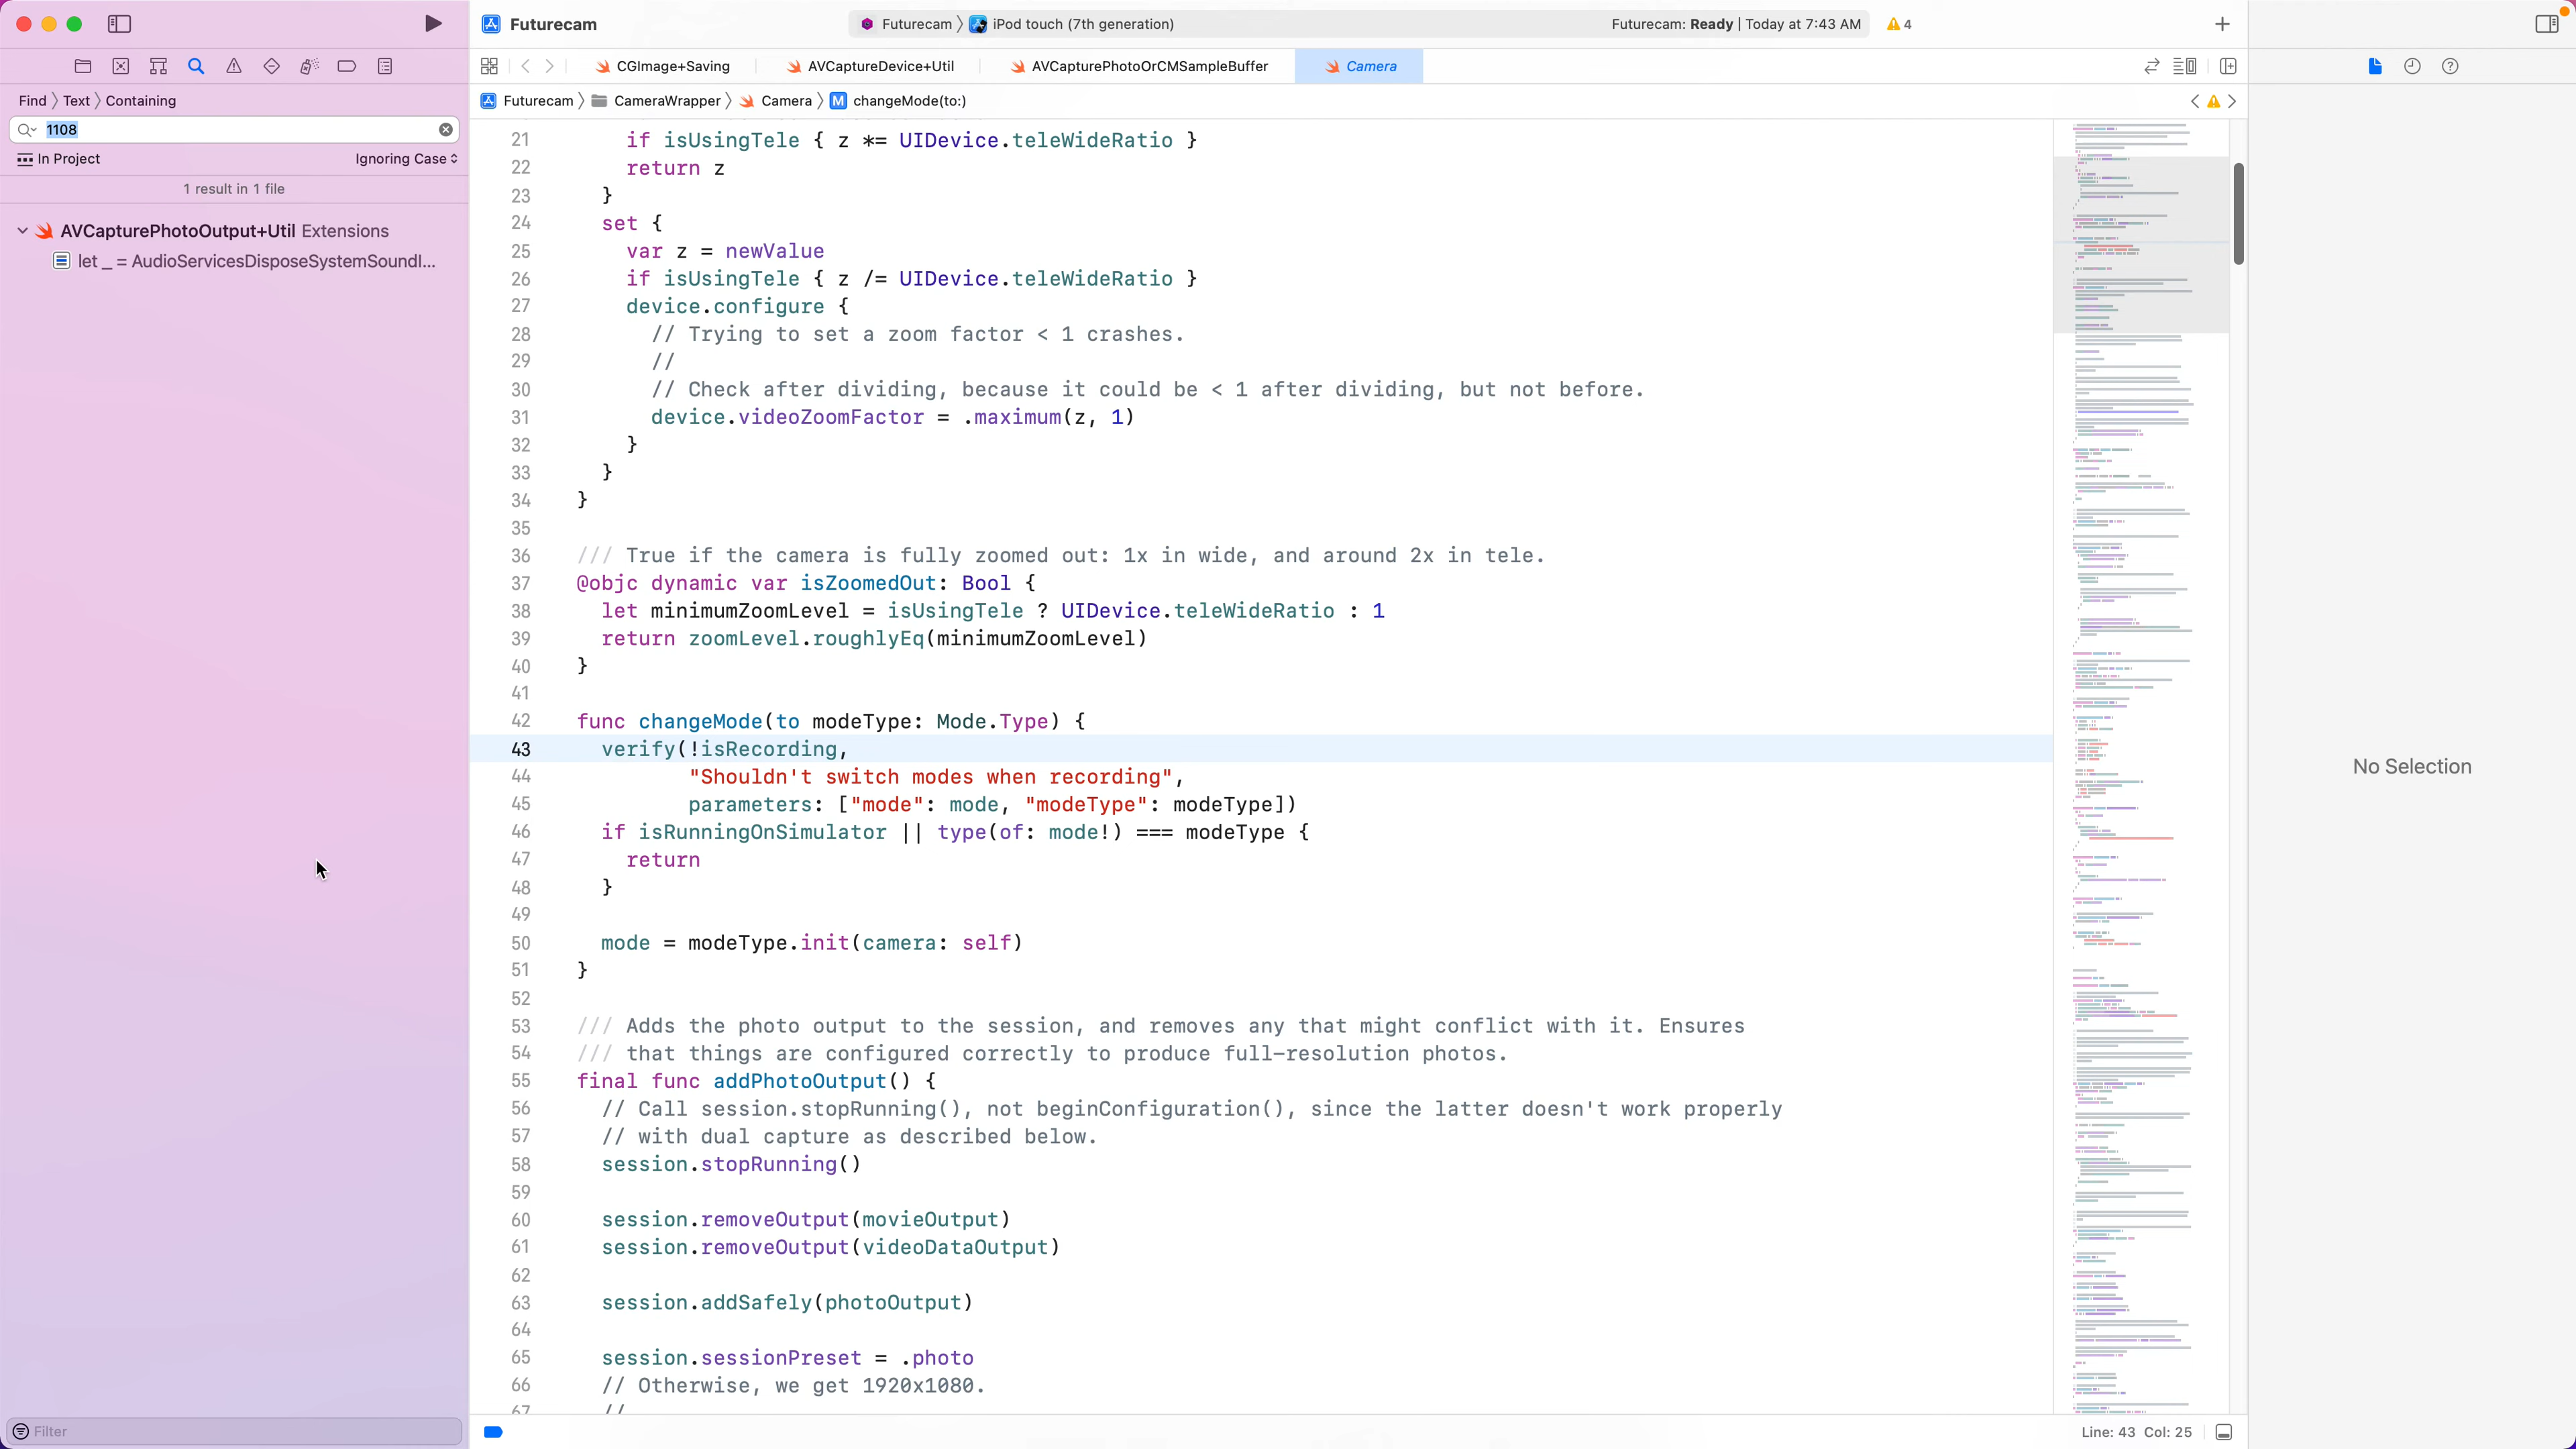 Futurecam
Futurecam 〉 iPod touch (7th generation)
Futurecam: Ready | Today at 7:43 AM
4
CGImage+Saving
AVCaptureDevice+Util
AVCapturePhotoOrCMSampleBuffer
Camera
Find 〉 Text 〉 Containing
Futurecam 〉 CameraWrapper 〉 Camera 〉 M changeMode(to:)
1108
In Project
Ignoring Case
1 result in 1 file
AVCapturePhotoOutput+Util Extensions
let _ = AudioServicesDisposeSystemSoundI...
21 if isUsingTele { z *= UIDevice.teleWideRatio }
22 return z
23 }
24 set {
25 var z = newValue
26 if isUsingTele { z /= UIDevice.teleWideRatio }
27 device.configure {
28 // Trying to set a zoom factor < 1 crashes.
29 //
30 // Check after dividing, because it could be < 1 after dividing, but not before.
31 device.videoZoomFactor = .maximum(z, 1)
32 }
33 }
34 }
35
36 /// True if the camera is fully zoomed out: 1x in wide, and around 2x in tele.
37 @objc dynamic var isZoomedOut: Bool {
38 let minimumZoomLevel = isUsingTele ? UIDevice.teleWideRatio : 1
39 return zoomLevel.roughlyEq(minimumZoomLevel)
40 }
41
42 func changeMode(to modeType: Mode.Type) {
43 verify(!isRecording,
44 "Shouldn't switch modes when recording",
45 parameters: ["mode": mode, "modeType": modeType])
46 if isRunningOnSimulator || type(of: mode!) === modeType {
47 return
48 }
49
50 mode = modeType.init(camera: self)
51 }
52
53 /// Adds the photo output to the session, and removes any that might conflict with it. Ensures
54 /// that things are configured correctly to produce full-resolution photos.
55 final func addPhotoOutput() {
56 // Call session.stopRunning(), not beginConfiguration(), since the latter doesn't work properly
57 // with dual capture as described below.
58 session.stopRunning()
59
60 session.removeOutput(movieOutput)
61 session.removeOutput(videoDataOutput)
62
63 session.addSafely(photoOutput)
64
65 session.sessionPreset = .photo
66 // Otherwise, we get 1920x1080.
67 //
No Selection
Filter
Line: 43 Col: 25